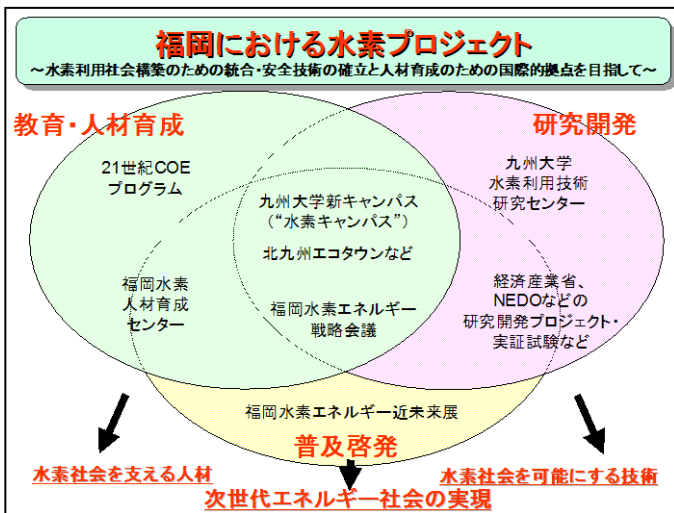 福岡における水素プロジェクト
～水素利用社会構築のための統合・安全技術の確立と人材育成のための国際的拠点を目指して～
教育・人材育成
研究開発
21世紀COE
プログラム
九州大学
水素利用技術
研究センター
九州大学新キャンパス
(“水素キャンパス”)
北九州エコタウンなど
福岡水素
人材育成
センター
福岡水素エネルギー
戦略会議
経済産業省、
NEDOなどの
研究開発プロジェクト・
実証試験など
福岡水素エネルギー近未来展
普及啓発
水素社会を支える人材
水素社会を可能にする技術
次世代エネルギー社会の実現